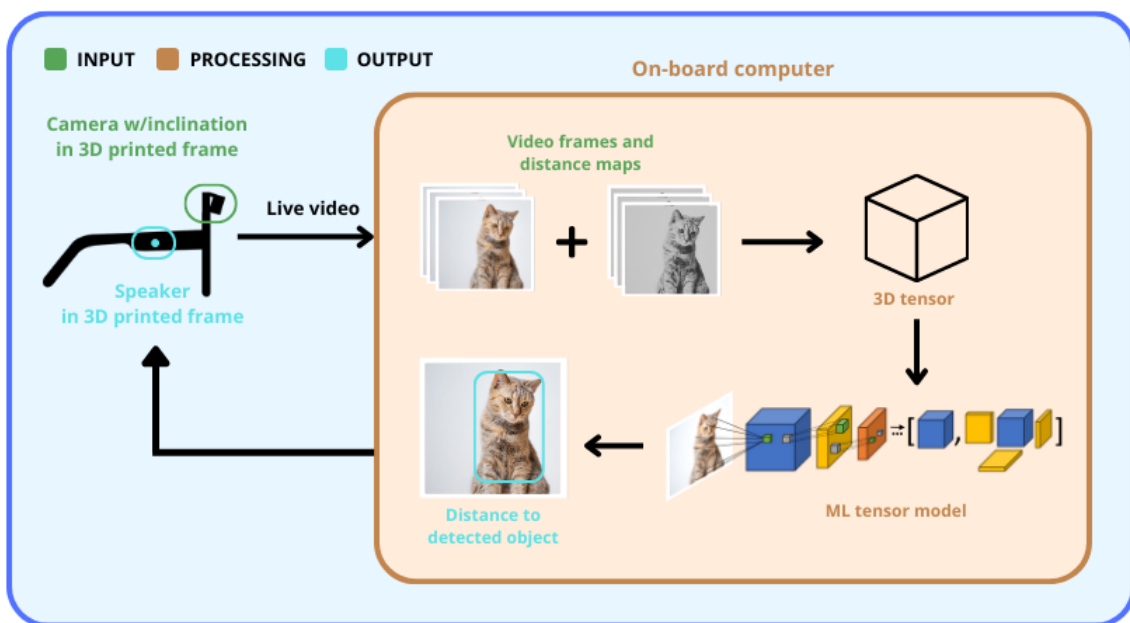 INPUT PROCESSING OUTPUT
On-board computer
Camera w/inclination
in 3D printed frame
Video frames and
distance maps
Live video
Speaker
in 3D printed frame
3D tensor
... [ , ]
ML tensor model
Distance to
detected object